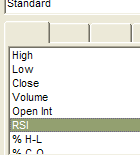 Standard
High
Low
Close
Volume
Open Int
RSI
% H-L
% C-O